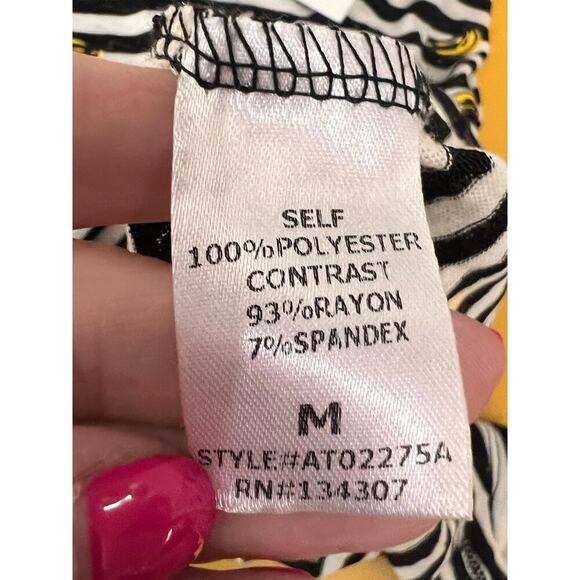 SELF
100%POLYESTER
CONTRAST
93%RAYON
7%SPANDEX
M
STYLE#AT02275A
RN#134307